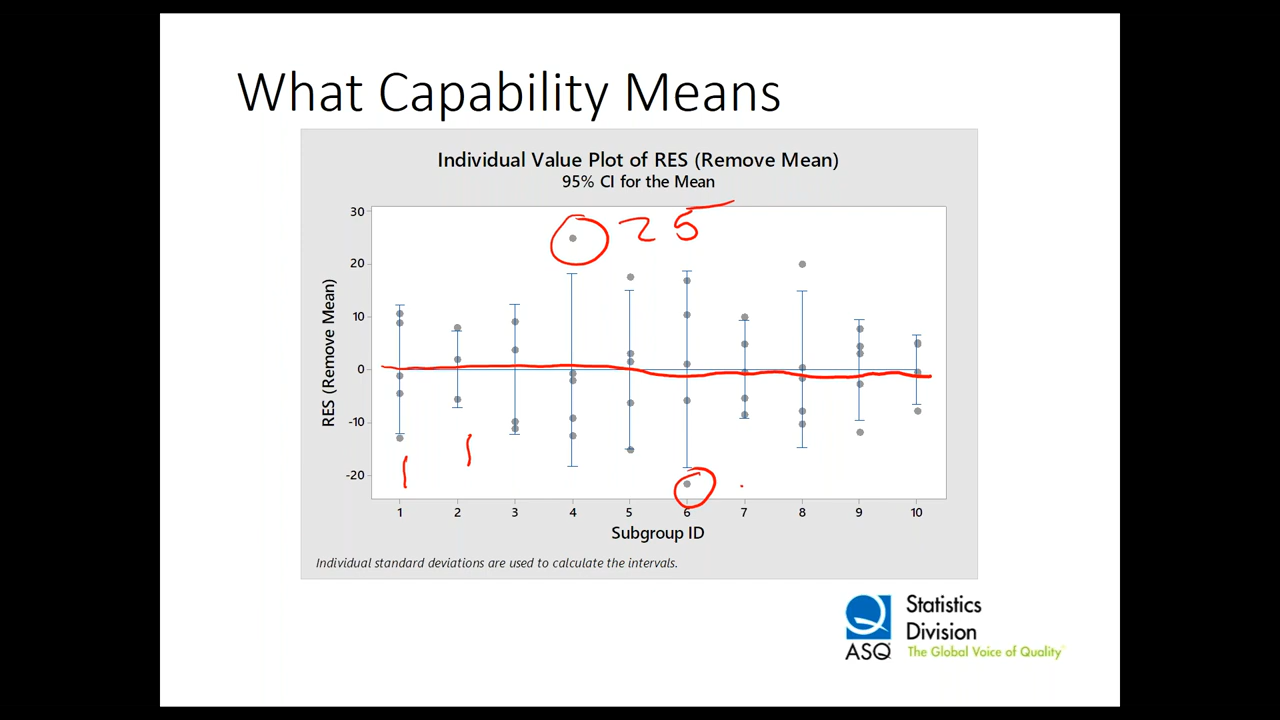 What Capability Means
Individual Value Plot of RES (Remove Mean)
95% CI for the Mean
30
25
20
10
0
-10
-20
RES (Remove Mean)
1 2 3 4 5 6 7 8 9 10
Subgroup ID
Individual standard deviations are used to calculate the intervals.
Statistics
Division
ASQ
The Global Voice of Quality